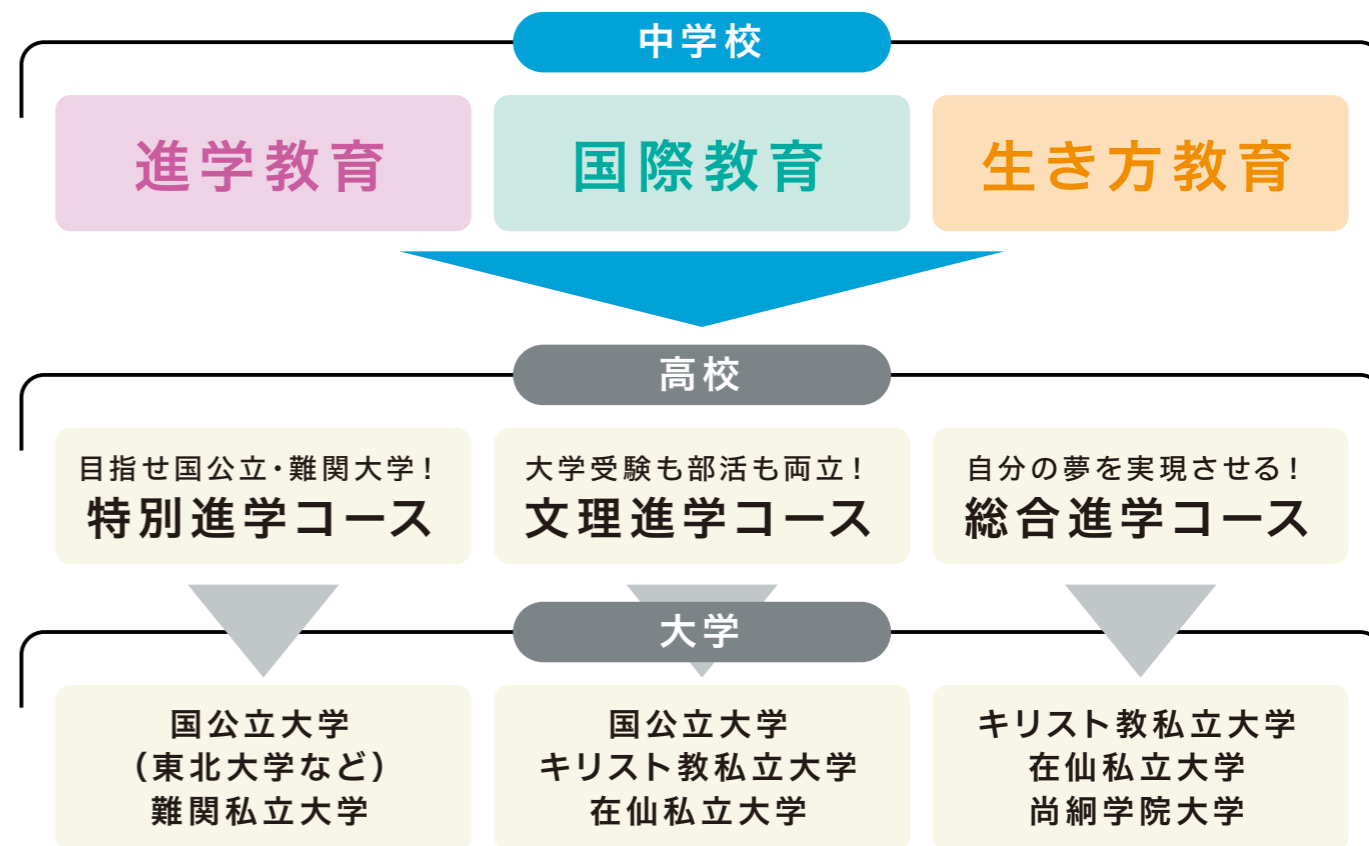 中学校
進学教育
国際教育
生き方教育
高校
目指せ国公立・難関大学！
特別進学コース
大学受験も部活も両立！
文理進学コース
自分の夢を実現させる！
総合進学コース
大学
国公立大学
（東北大学など）
難関私立大学
国公立大学
キリスト教私立大学
在仙私立大学
キリスト教私立大学
在仙私立大学
尚絅学院大学